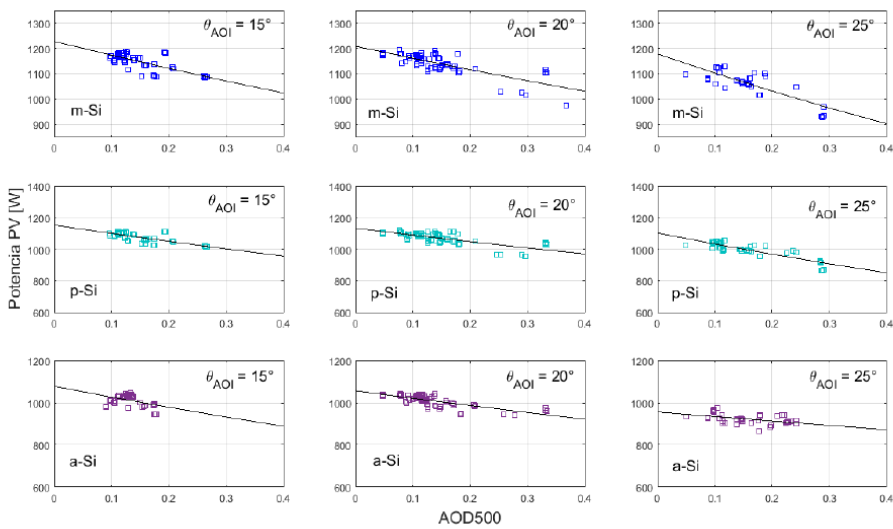 1300
1200
1100
1000
900
0 0.1 0.2 0.3 0.4
θAOI = 15°
m-Si
1300
1200
1100
1000
900
0 0.1 0.2 0.3 0.4
θAOI = 20°
m-Si
1300
1200
1100
1000
900
0 0.1 0.2 0.3 0.4
θAOI = 25°
m-Si
Potencia PV [W]
1400
1200
1000
800
600
0 0.1 0.2 0.3 0.4
θAOI = 15°
p-Si
1400
1200
1000
800
600
0 0.1 0.2 0.3 0.4
θAOI = 20°
p-Si
1400
1200
1000
800
600
0 0.1 0.2 0.3 0.4
θAOI = 25°
p-Si
1200
1000
800
600
0 0.1 0.2 0.3 0.4
θAOI = 15°
a-Si
1200
1000
800
600
0 0.1 0.2 0.3 0.4
θAOI = 20°
a-Si
1200
1000
800
600
0 0.1 0.2 0.3 0.4
θAOI = 25°
a-Si
AOD500